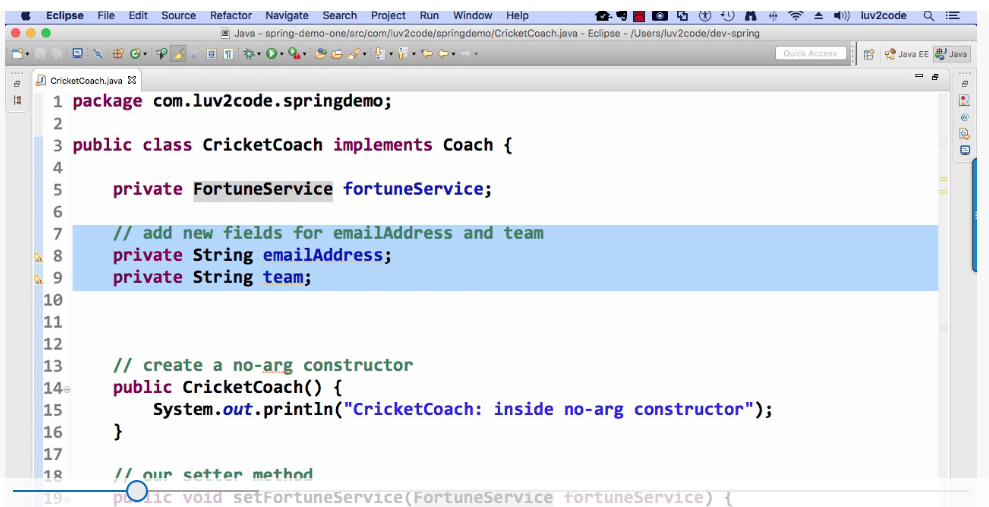 Eclipse File Edit Source Refactor Navigate Search Project Run Window Help luv2code
Java - spring-demo-one/src/com/luv2code/springdemo/CricketCoach.java - Eclipse - /Users/luv2code/dev-spring
Quick Access Java EE Java
CricketCoach.java
1 package com.luv2code.springdemo;
2
3 public class CricketCoach implements Coach {
4
5 private FortuneService fortuneService;
6
7 // add new fields for emailAddress and team
8 private String emailAddress;
9 private String team;
10
11
12
13 // create a no-arg constructor
14 public CricketCoach() {
15 System.out.println("CricketCoach: inside no-arg constructor");
16 }
17
18 // our setter method
19 public void setFortuneService(FortuneService fortuneService) {